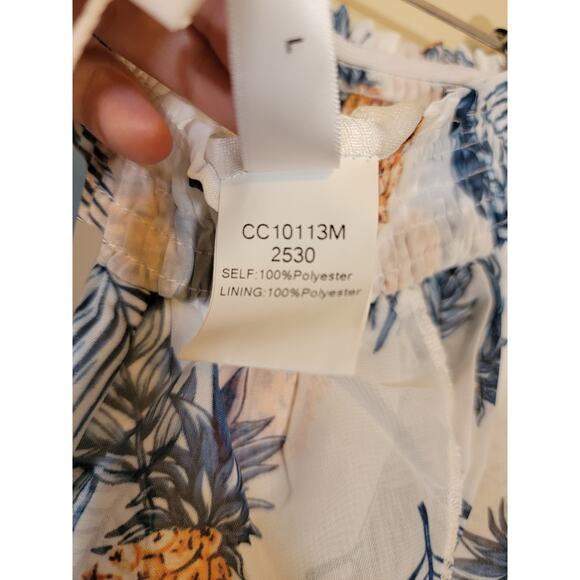 L
CC10113M
2530
SELF:100%Polyester
LINING:100%Polyester